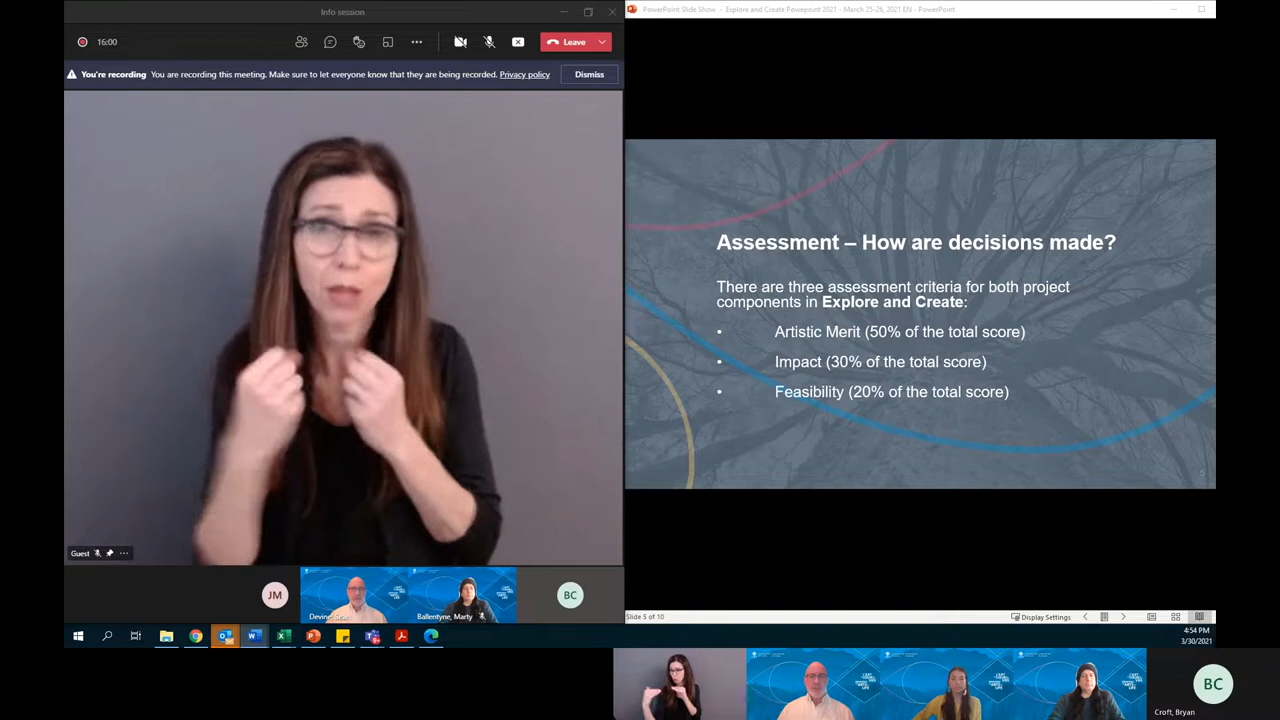 Info session
PowerPoint Slide Show - Explore and Create Powepoint 2021 - March 25-26, 2021 EN - PowerPoint
16:00
Leave
You're recording You are recording this meeting. Make sure to let everyone know that they are being recorded. Privacy policy
Dismiss
Assessment – How are decisions made?
There are three assessment criteria for both project
components in Explore and Create:
• Artistic Merit (50% of the total score)
• Impact (30% of the total score)
• Feasibility (20% of the total score)
Guest
JM
Devine, Sean
Ballentyne, Marty
BC
Slide 5 of 10
Display Settings
4:54 PM
3/30/2021
BC
Croft, Bryan